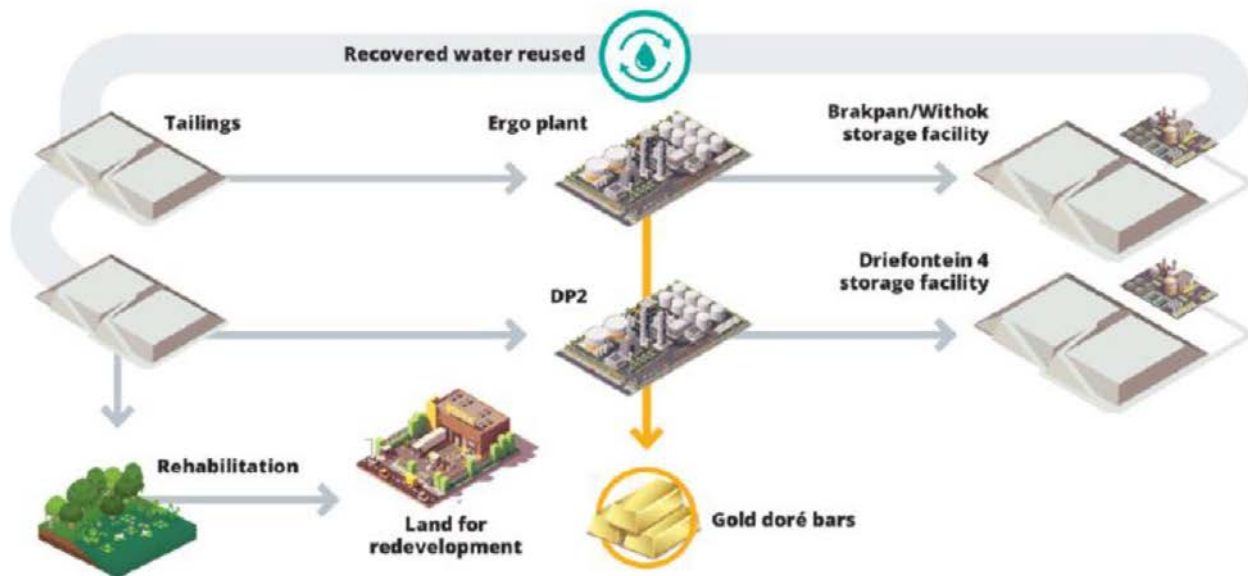 Recovered water reused
Tailings
Ergo plant
Brakpan/Withok
storage facility
DP2
Driefontein 4
storage facility
Rehabilitation
Land for
redevelopment
Gold doré bars